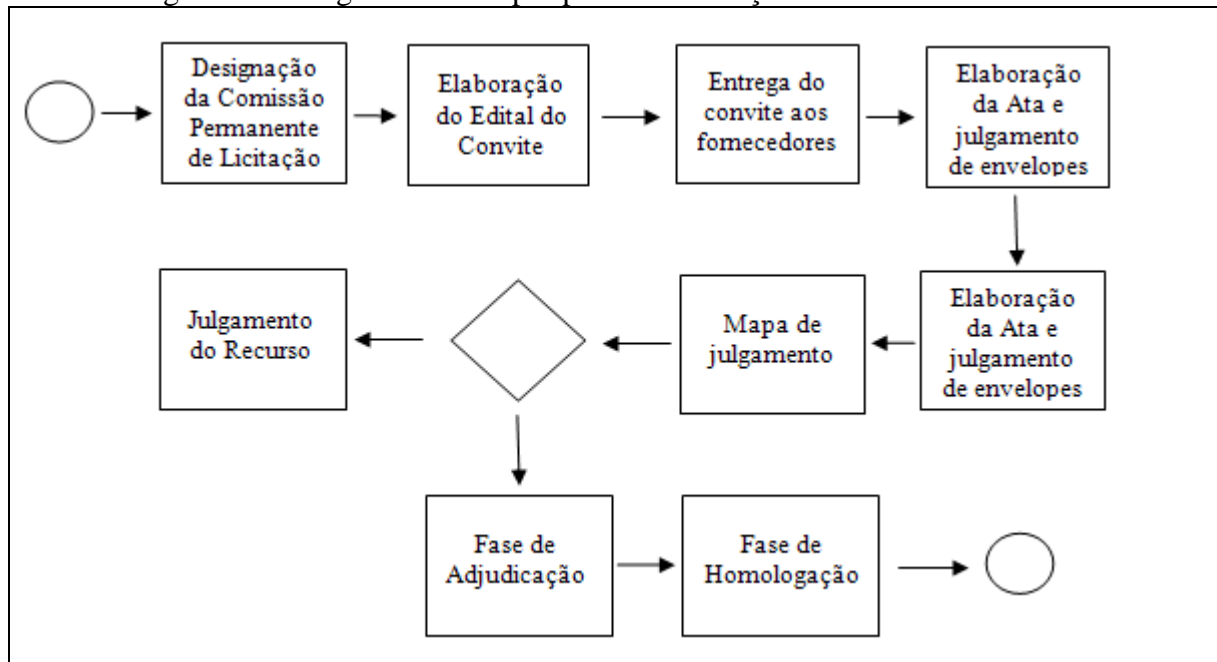 Designação
da Comissão
Permanente
de Licitação
Elaboração
do Edital do
Convite
Entrega do
convite aos
fornecedores
Elaboração
da Ata e
julgamento
de envelopes
Elaboração
da Ata e
julgamento
de envelopes
Mapa de
julgamento
Julgamento
do Recurso
Fase de
Adjudicação
Fase de
Homologação